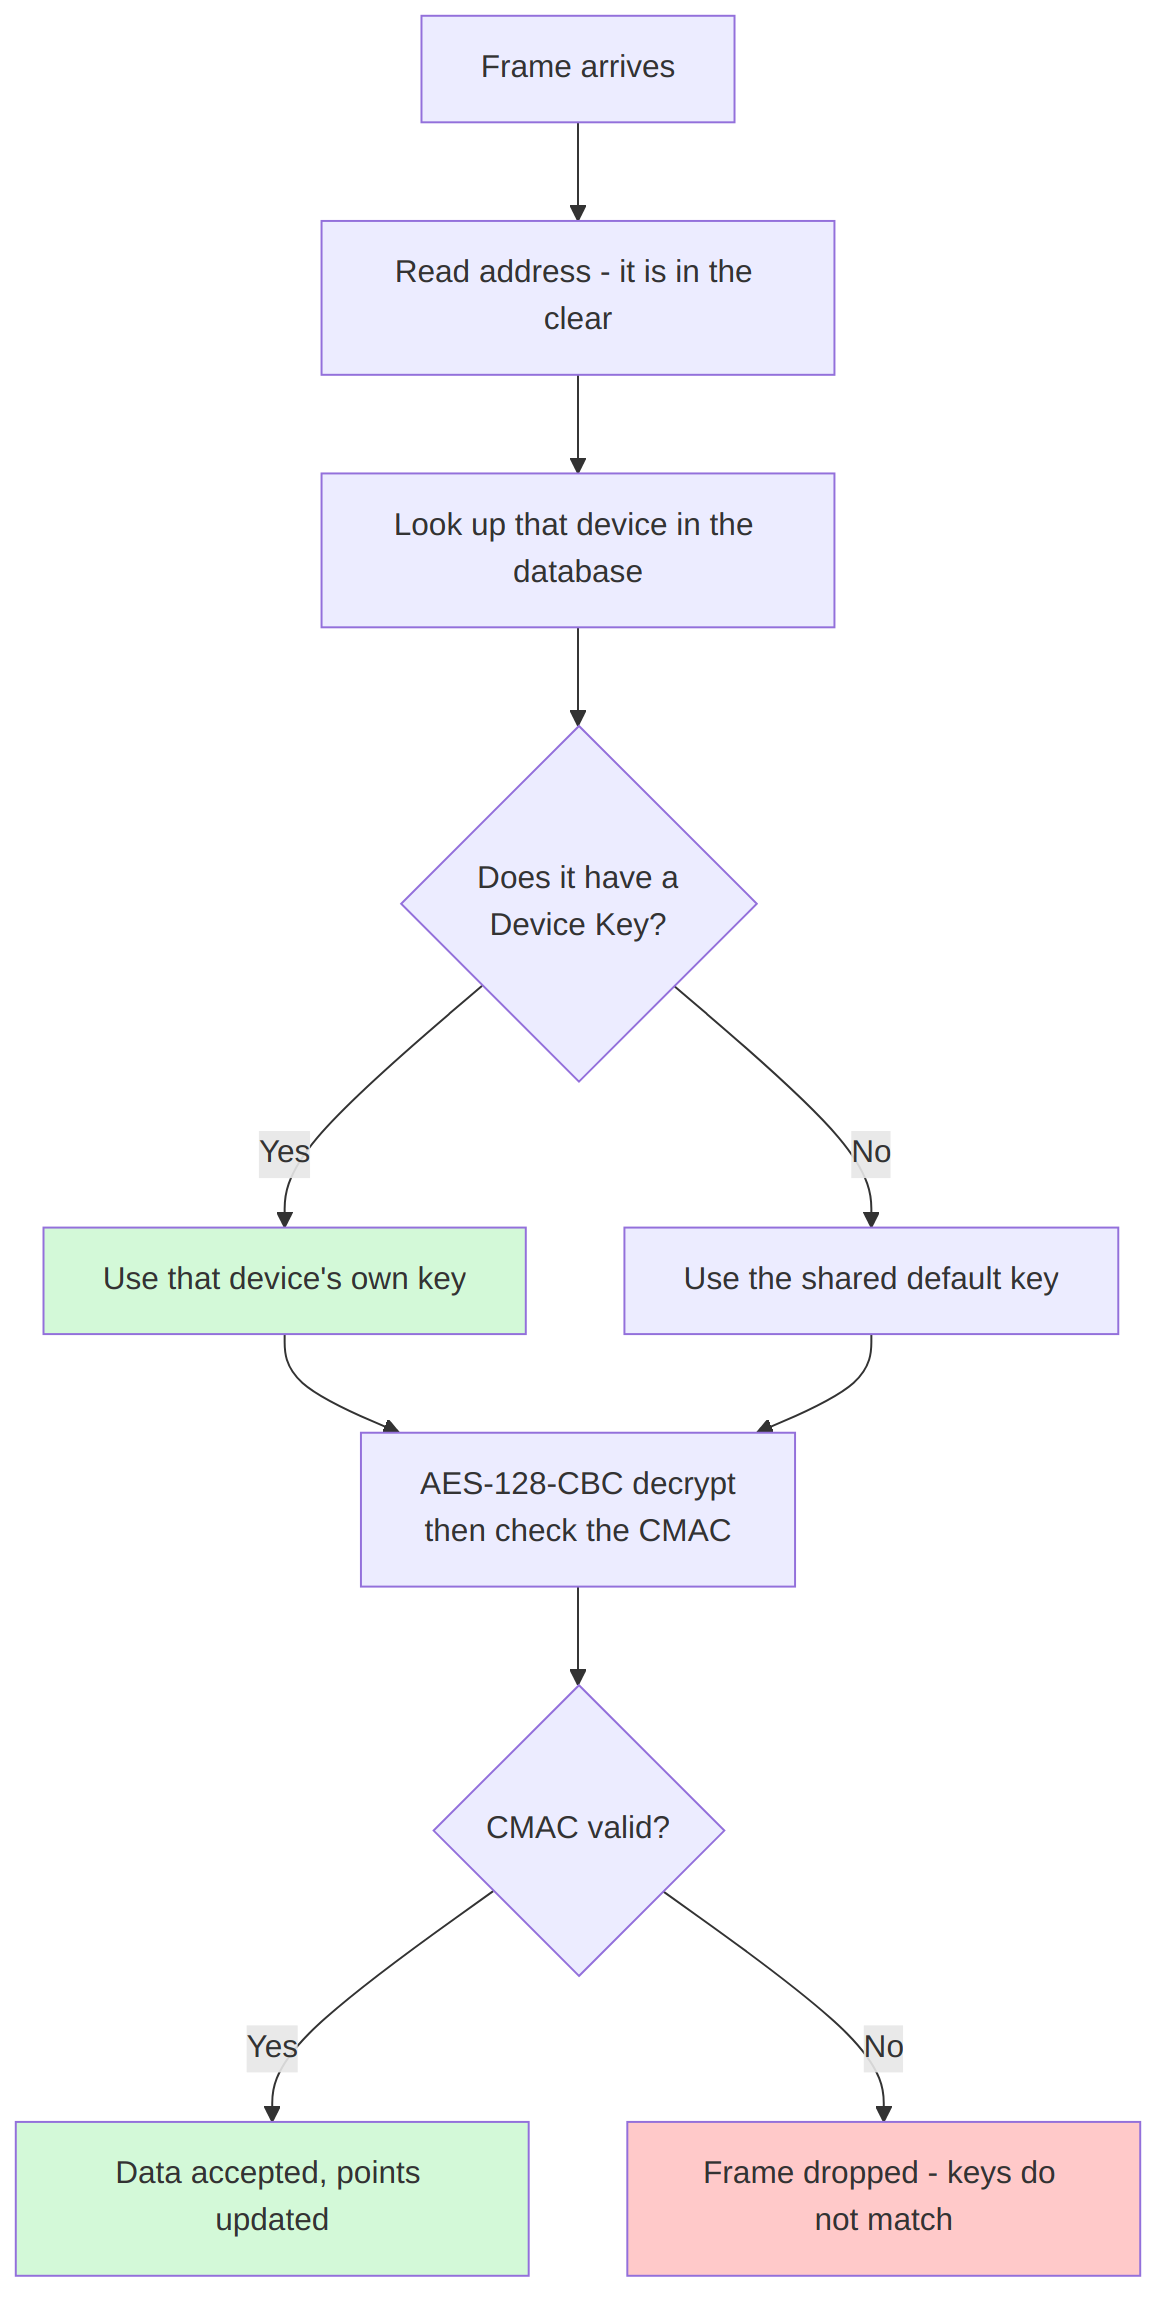 Frame arrives
Read address - it is in the
clear
Look up that device in the
database
Does it have a
Device Key?
Yes
No
Use that device's own key
Use the shared default key
AES-128-CBC decrypt
then check the CMAC
CMAC valid?
Yes
No
Data accepted, points
updated
Frame dropped - keys do
not match